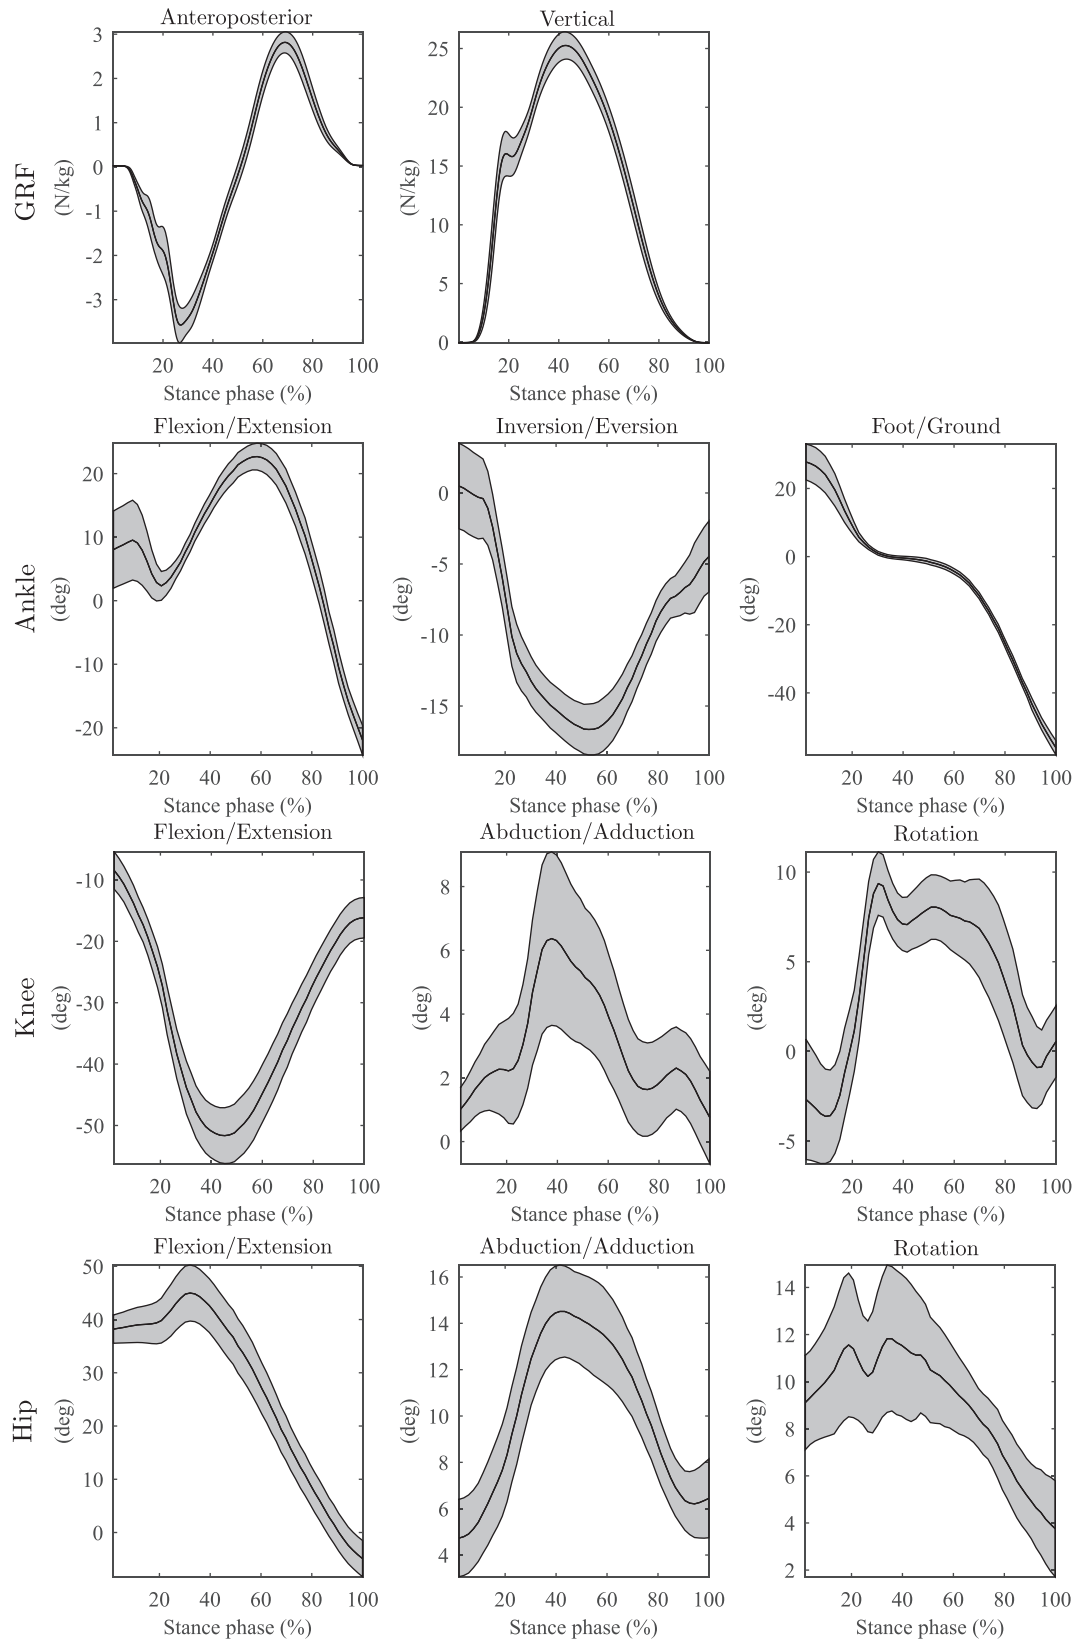 Anteroposterior
Vertical
GRF
(N/kg)
3
2
1
0
-1
-2
-3
20 40 60 80 100
Stance phase (%)
(N/kg)
25
20
15
10
5
0
20 40 60 80 100
Stance phase (%)
Flexion/Extension
Inversion/Eversion
Foot/Ground
Ankle
(deg)
20
10
0
-10
-20
20 40 60 80 100
Stance phase (%)
(deg)
0
-5
-10
-15
20 40 60 80 100
Stance phase (%)
(deg)
20
0
-20
-40
20 40 60 80 100
Stance phase (%)
Flexion/Extension
Abduction/Adduction
Rotation
Knee
(deg)
-10
-20
-30
-40
-50
20 40 60 80 100
Stance phase (%)
(deg)
8
6
4
2
0
20 40 60 80 100
Stance phase (%)
(deg)
10
5
0
-5
20 40 60 80 100
Stance phase (%)
Flexion/Extension
Abduction/Adduction
Rotation
Hip
(deg)
50
40
30
20
10
0
20 40 60 80 100
Stance phase (%)
(deg)
16
14
12
10
8
6
4
20 40 60 80 100
Stance phase (%)
(deg)
14
12
10
8
6
4
2
20 40 60 80 100
Stance phase (%)